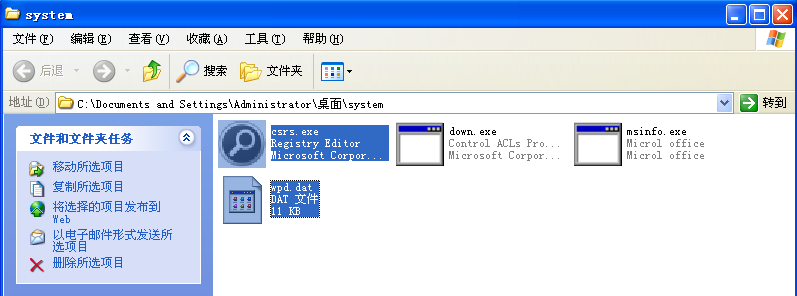 system
文件(F) 编辑(E) 查看(V) 收藏(A) 工具(T) 帮助(H)
后退 搜索 文件夹
地址(D) C:\Documents and Settings\Administrator\桌面\system 转到
文件和文件夹任务
移动所选项目
复制所选项目
将选择的项目发布到
Web
以电子邮件形式发送所
选项目
删除所选项目
csrs.exe
Registry Editor
Microsoft Corpor...
down.exe
Control ACLs Pro...
Microsoft Corpor...
msinfo.exe
Microl office
Microl office
wpd.dat
DAT 文件
11 KB